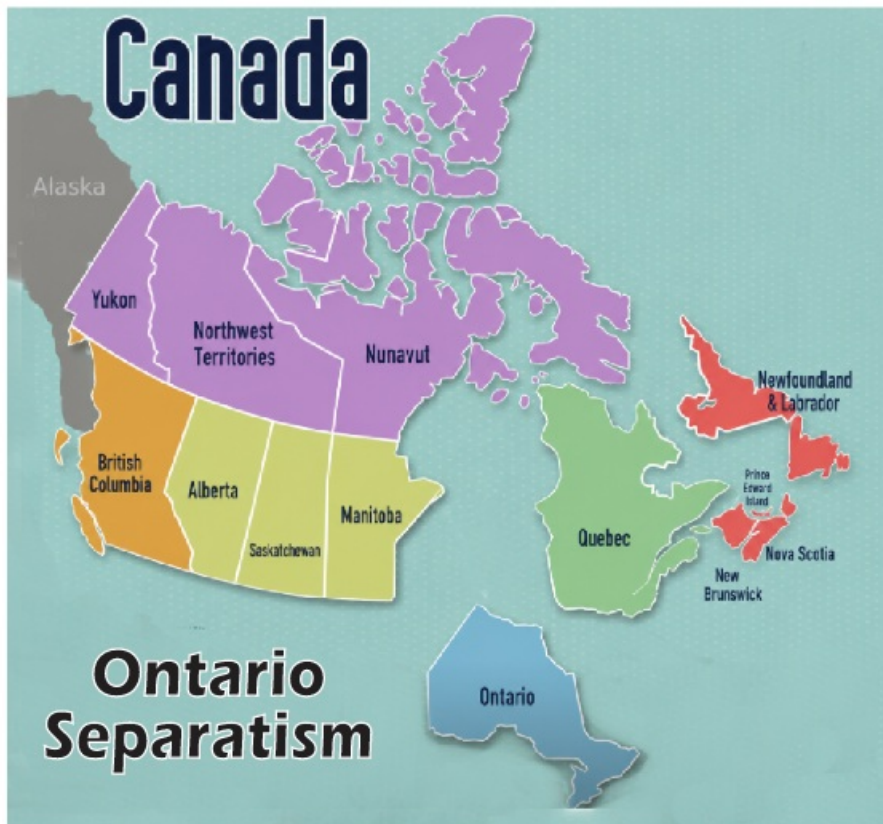 Canada
Alaska
Yukon
Northwest
Territories
Nunavut
Newfoundland
& Labrador
British
Columbia
Alberta
Saskatchewan
Manitoba
Quebec
Prince
Edward
Island
Nova Scotia
New
Brunswick
Ontario
Ontario
Separatism